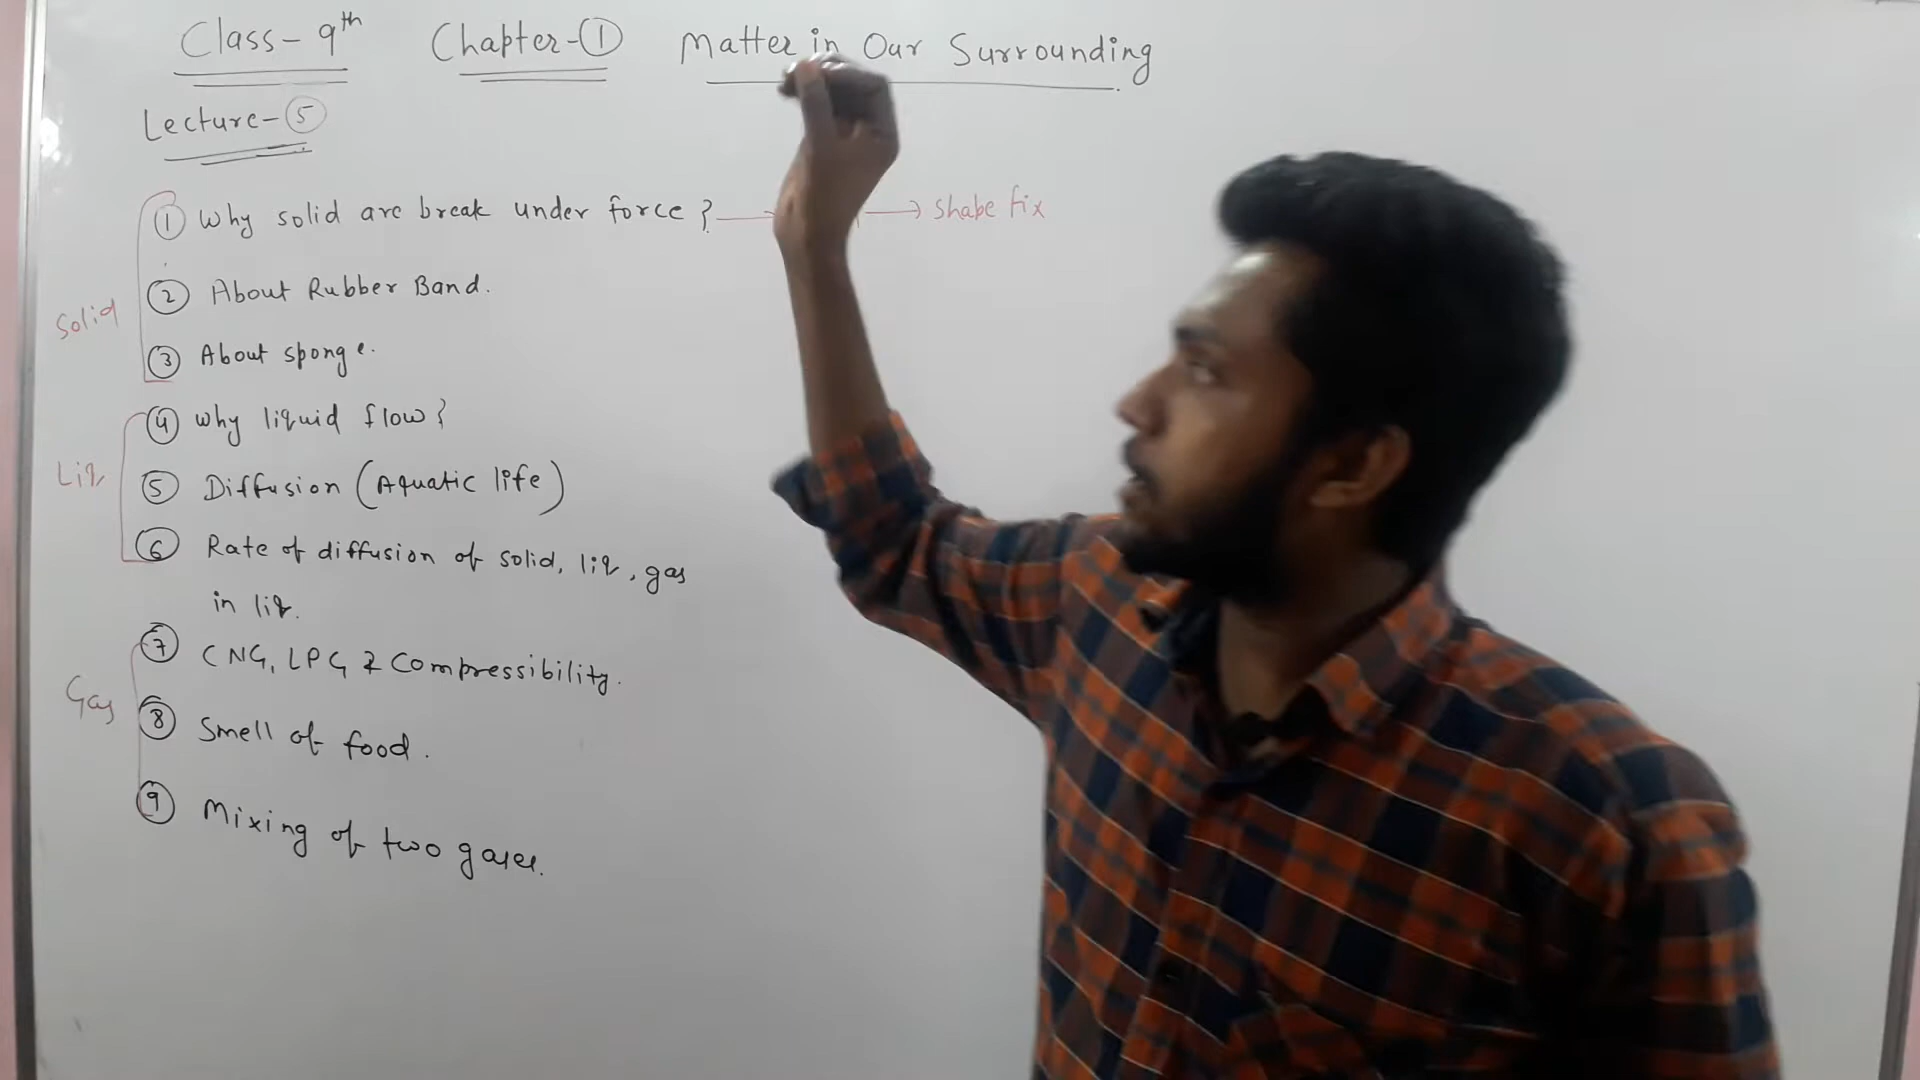 Class-9th Chapter-① Matter in Our Surrounding
Lecture-⑤
① Why solid are break under force ? → → Shape fix
② About Rubber Band.
Solid
③ About sponge.
④ why liquid flow?
Liq
⑤ Diffusion (Aquatic life)
⑥ Rate of diffusion of solid, liq, gas
in liq.
⑦ CNG, LPG & Compressibility.
Gas
⑧ Smell of food.
⑨ Mixing of two gases.